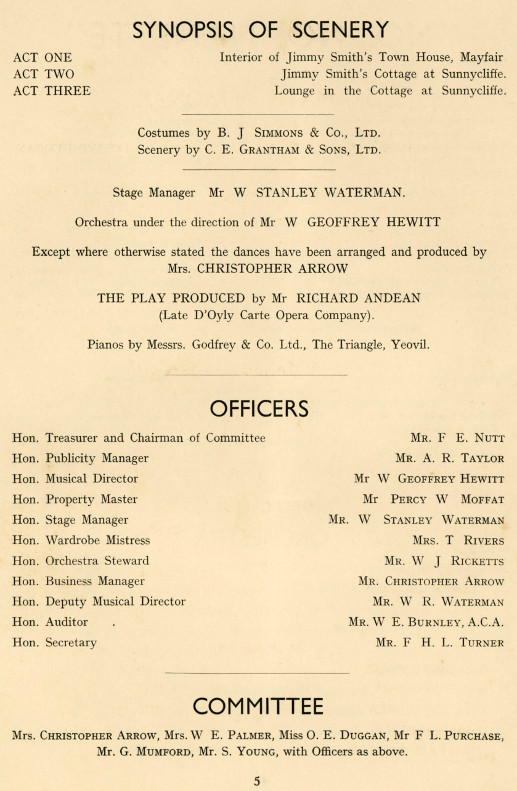 SYNOPSIS OF SCENERY
ACT ONE Interior of Jimmy Smith's Town House, Mayfair
ACT TWO Jimmy Smith's Cottage at Sunnycliffe.
ACT THREE Lounge in the Cottage at Sunnycliffe.
Costumes by B. J SIMMONS & CO., LTD.
Scenery by C. E. GRANTHAM & SONS, LTD.
Stage Manager Mr W STANLEY WATERMAN.
Orchestra under the direction of Mr W GEOFFREY HEWITT
Except where otherwise stated the dances have been arranged and produced by
Mrs. CHRISTOPHER ARROW
THE PLAY PRODUCED by Mr RICHARD ANDEAN
(Late D'Oyly Carte Opera Company).
Pianos by Messrs. Godfrey & Co. Ltd., The Triangle, Yeovil.
OFFICERS
Hon. Treasurer and Chairman of Committee MR. F E. NUTT
Hon. Publicity Manager MR. A. R. TAYLOR
Hon. Musical Director MR W GEOFFREY HEWITT
Hon. Property Master MR PERCY W MOFFAT
Hon. Stage Manager MR. W STANLEY WATERMAN
Hon. Wardrobe Mistress MRS. T RIVERS
Hon. Orchestra Steward MR. W J RICKETTS
Hon. Business Manager MR. CHRISTOPHER ARROW
Hon. Deputy Musical Director MR. W R. WATERMAN
Hon. Auditor . MR. W E. BURNLEY, A.C.A.
Hon. Secretary MR. F H. L. TURNER
COMMITTEE
Mrs. CHRISTOPHER ARROW, Mrs. W E. PALMER, Miss O. E. DUGGAN, Mr F L. PURCHASE,
Mr. G. MUMFORD, Mr. S. YOUNG, with Officers as above.
5